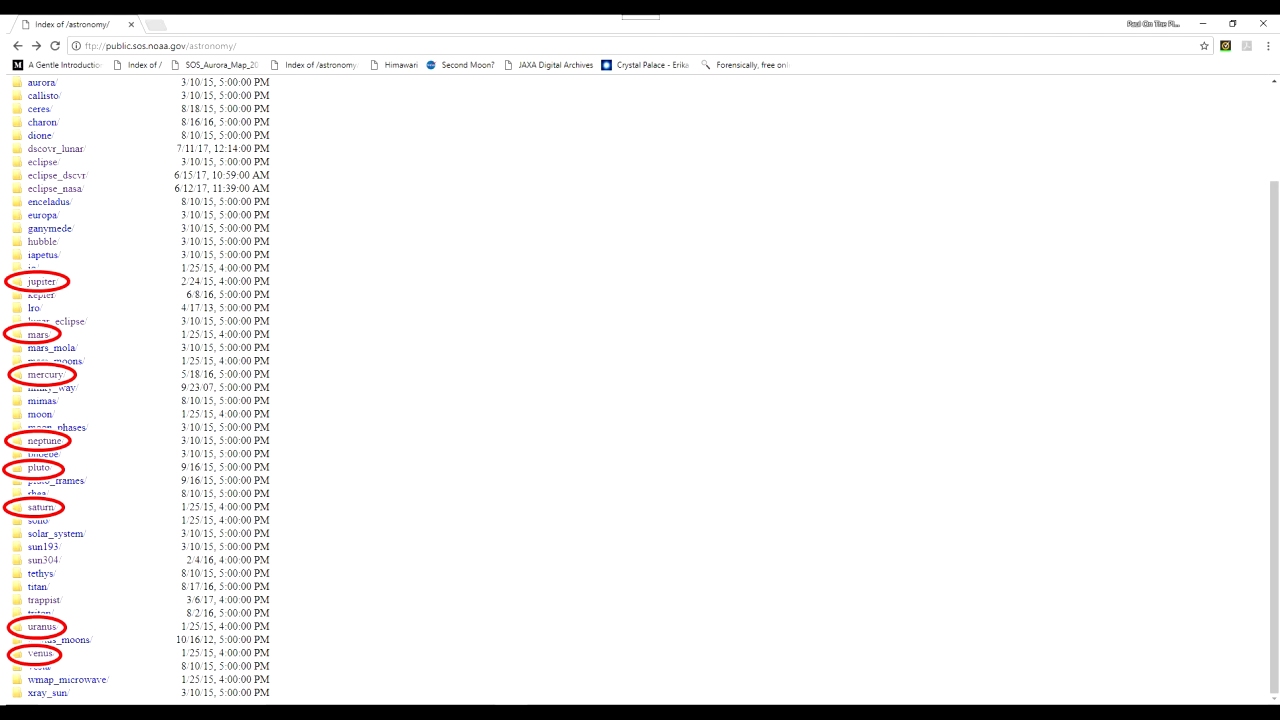 Index of /astronomy/
Paul On The Pl...
ftp://public.sos.noaa.gov/astronomy/
A Gentle Introductio Index of / SOS_Aurora_Map_20 Index of /astronomy Himawari Second Moon? JAXA Digital Archives Crystal Palace - Erika Forensically, free onl
aurora/ 3/10/15, 5:00:00 PM
callisto/ 3/10/15, 5:00:00 PM
ceres/ 8/18/15, 5:00:00 PM
charon/ 8/16/16, 5:00:00 PM
dione/ 8/10/15, 5:00:00 PM
dscovr_lunar/ 7/11/17, 12:14:00 PM
eclipse/ 3/10/15, 5:00:00 PM
eclipse_dscvr/ 6/15/17, 10:59:00 AM
eclipse_nasa/ 6/12/17, 11:39:00 AM
enceladus/ 8/10/15, 5:00:00 PM
europa/ 3/10/15, 5:00:00 PM
ganymede/ 3/10/15, 5:00:00 PM
hubble/ 3/10/15, 5:00:00 PM
iapetus/ 3/10/15, 5:00:00 PM
io/ 1/25/15, 4:00:00 PM
jupiter/ 2/24/15, 4:00:00 PM
kepler/ 6/8/16, 5:00:00 PM
lro/ 4/17/13, 5:00:00 PM
lunar_eclipse/ 3/10/15, 5:00:00 PM
mars/ 1/25/15, 4:00:00 PM
mars_mola/ 3/10/15, 5:00:00 PM
mars_moons/ 1/25/15, 4:00:00 PM
mercury/ 5/18/16, 5:00:00 PM
milky_way/ 9/23/07, 5:00:00 PM
mimas/ 8/10/15, 5:00:00 PM
moon/ 1/25/15, 4:00:00 PM
moon_phases/ 3/10/15, 5:00:00 PM
neptune/ 3/10/15, 5:00:00 PM
phoebe/ 3/10/15, 5:00:00 PM
pluto/ 9/16/15, 5:00:00 PM
pluto_frames/ 9/16/15, 5:00:00 PM
rhea/ 8/10/15, 5:00:00 PM
saturn/ 1/25/15, 4:00:00 PM
soho/ 1/25/15, 4:00:00 PM
solar_system/ 3/10/15, 5:00:00 PM
sun193/ 3/10/15, 5:00:00 PM
sun304/ 2/4/16, 4:00:00 PM
tethys/ 8/10/15, 5:00:00 PM
titan/ 8/17/16, 5:00:00 PM
trappist/ 3/6/17, 4:00:00 PM
triton/ 8/2/16, 5:00:00 PM
uranus/ 1/25/15, 4:00:00 PM
10/16/12, 5:00:00 PM
venus/ 1/25/15, 4:00:00 PM
vesta/ 8/10/15, 5:00:00 PM
wmap_microwave/ 1/25/15, 4:00:00 PM
xray_sun/ 3/10/15, 5:00:00 PM